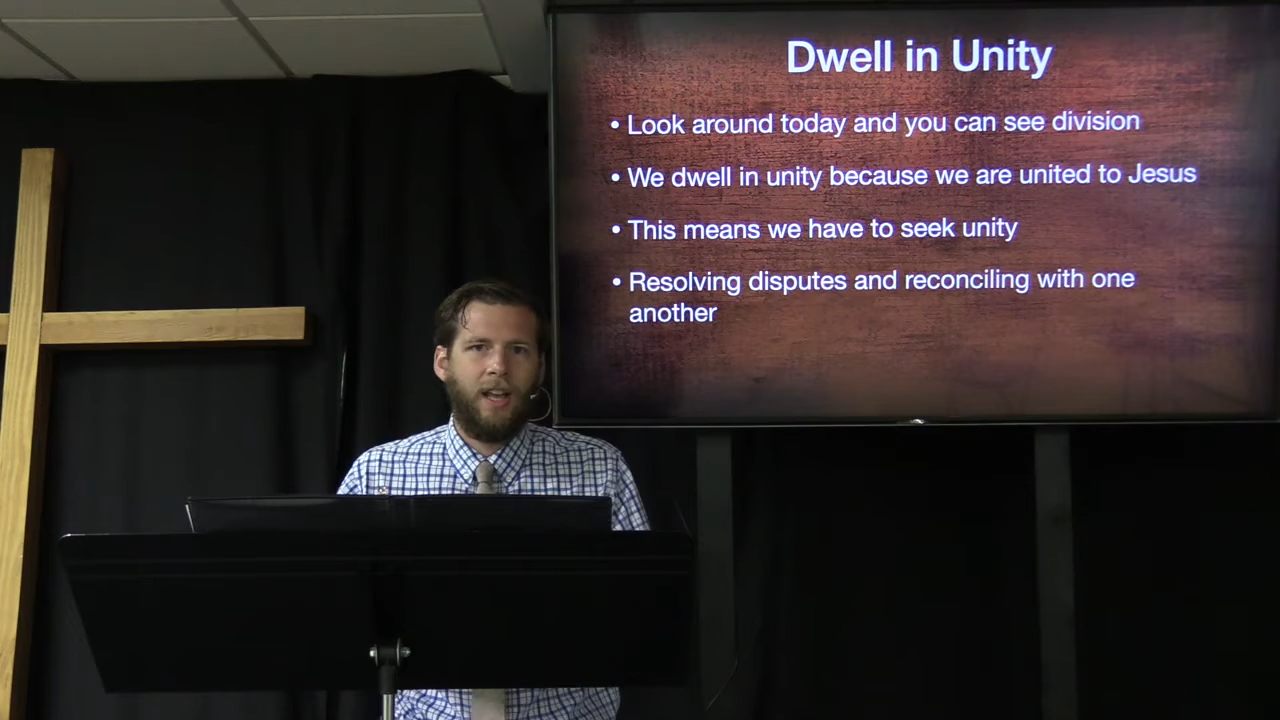 Dwell in Unity
• Look around today and you can see division
• We dwell in unity because we are united to Jesus
• This means we have to seek unity
• Resolving disputes and reconciling with one
another